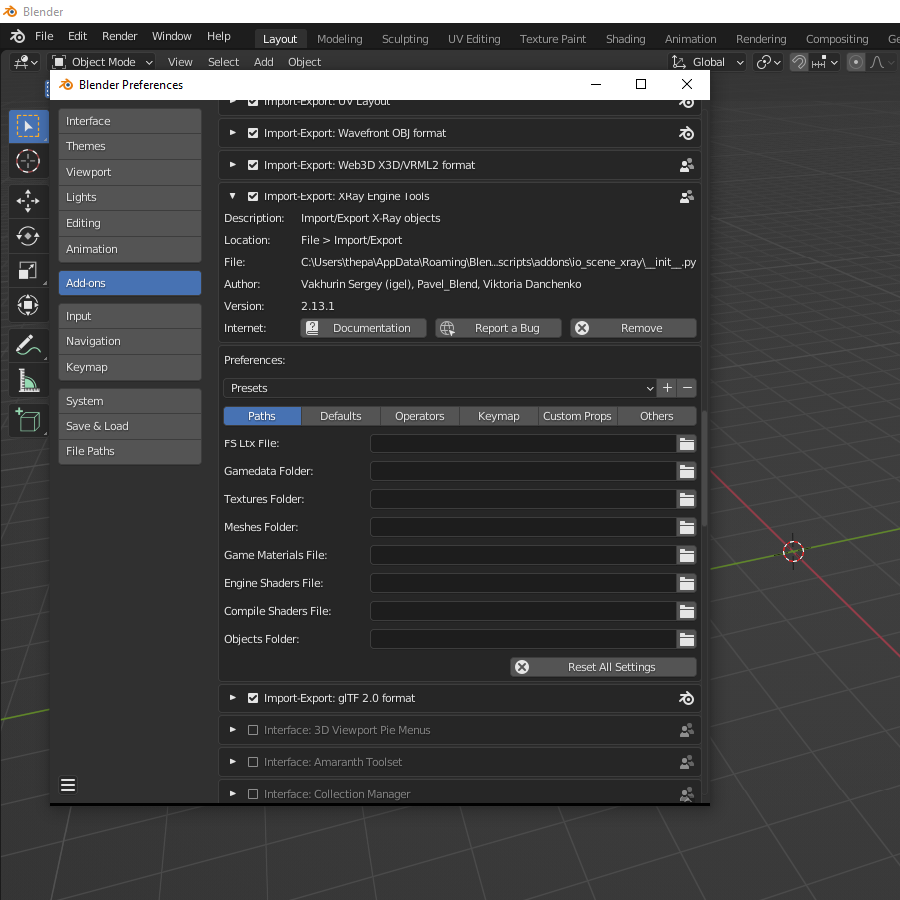 Blender
File Edit Render Window Help Layout Modeling Sculpting UV Editing Texture Paint Shading Animation Rendering Compositing Ge
Object Mode View Select Add Object Global
Blender Preferences
Interface
Themes
Viewport
Lights
Editing
Animation
Add-ons
Input
Navigation
Keymap
System
Save & Load
File Paths
Import-Export: UV Layout
Import-Export: Wavefront OBJ format
Import-Export: Web3D X3D/VRML2 format
Import-Export: XRay Engine Tools
Description: Import/Export X-Ray objects
Location: File > Import/Export
File: C:\Users\thepa\AppData\Roaming\Blen...scripts\addons\io_scene_xray\__init__.py
Author: Vakhurin Sergey (igel), Pavel_Blend, Viktoria Danchenko
Version: 2.13.1
Internet: Documentation Report a Bug Remove
Preferences:
Presets
Paths Defaults Operators Keymap Custom Props Others
FS Ltx File:
Gamedata Folder:
Textures Folder:
Meshes Folder:
Game Materials File:
Engine Shaders File:
Compile Shaders File:
Objects Folder:
Reset All Settings
Import-Export: glTF 2.0 format
Interface: 3D Viewport Pie Menus
Interface: Amaranth Toolset
Interface: Collection Manager